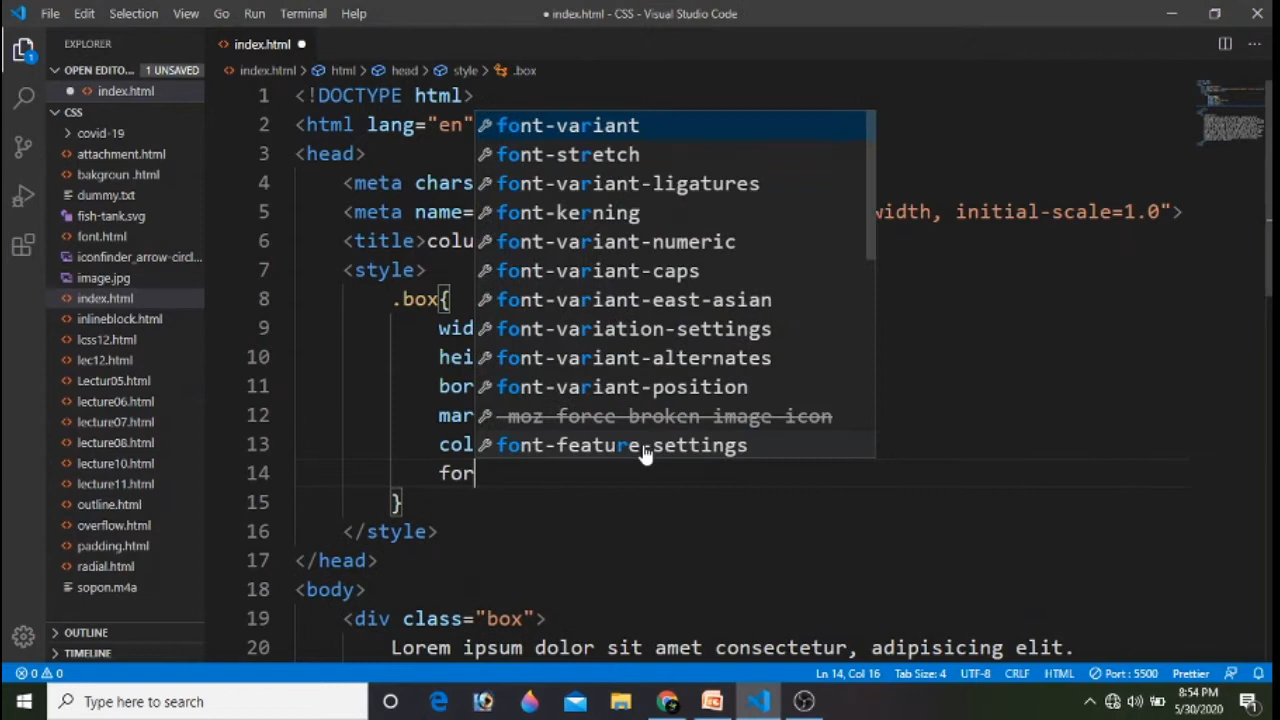 File Edit Selection View Go Run Terminal Help
● index.html - CSS - Visual Studio Code
EXPLORER
OPEN EDITO... 1 UNSAVED
index.html
CSS
covid-19
attachment.html
bakgroun .html
dummy.txt
fish-tank.svg
font.html
iconfinder_arrow-circl...
image.jpg
index.html
inlineblock.html
lcss12.html
lec12.html
Lectur05.html
lecture06.html
lecture07.html
lecture08.html
lecture10.html
lecture11.html
outline.html
overflow.html
padding.html
radial.html
sopon.m4a
OUTLINE
TIMELINE
index.html
index.html > html > head > style > .box
1 <!DOCTYPE html>
2 <html lang="en"
3 <head>
4 <meta chars
5 <meta name= width, initial-scale=1.0">
6 <title>colu
7 <style>
8 .box{
9 wid
10 hei
11 bor
12 mar
13 col
14 for
15 }
16 </style>
17 </head>
18 <body>
19 <div class="box">
20 Lorem ipsum dolor sit amet consectetur, adipisicing elit.
font-variant
font-stretch
font-variant-ligatures
font-kerning
font-variant-numeric
font-variant-caps
font-variant-east-asian
font-variation-settings
font-variant-alternates
font-variant-position
-moz-force-broken-image-icon
font-feature-settings
0 0 Ln 14, Col 16 Tab Size: 4 UTF-8 CRLF HTML Port : 5500 Prettier
Type here to search
8:54 PM
5/30/2020